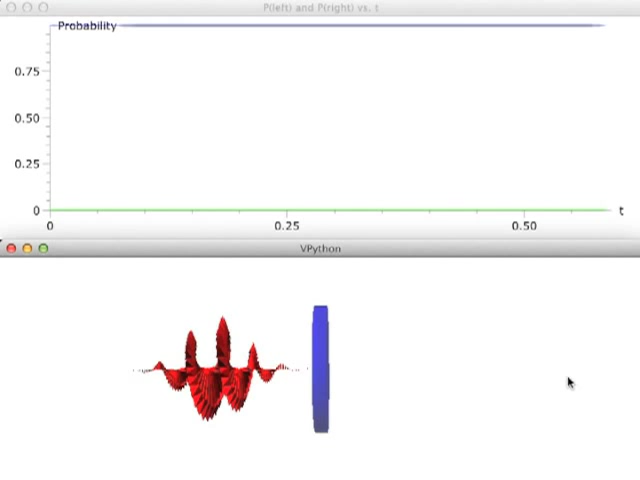 P(left) and P(right) vs. t
Probability
0.75
0.50
0.25
0
t
0 0.25 0.50
VPython